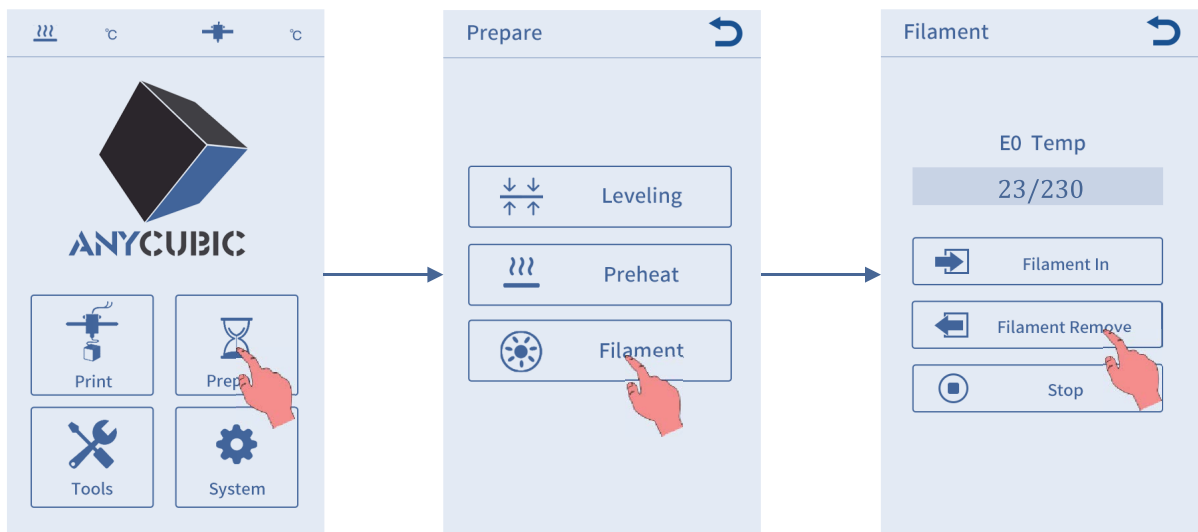 ℃ ℃
ANYCUBIC
Print
Prep
Tools System
Prepare
Leveling
Preheat
Filament
Filament
E0 Temp
23/230
Filament In
Filament Remove
Stop